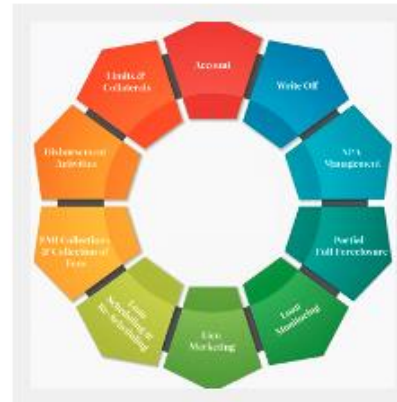 Account
Write Off
NPA
Management
Partial
Full Foreclosure
Loan
Monitoring
Lien
Marketing
Loan
Scheduling &
Re-Scheduling
EMI Collections
& Collection of
Fees
Disbursement
Activities
Limits &
Collaterals